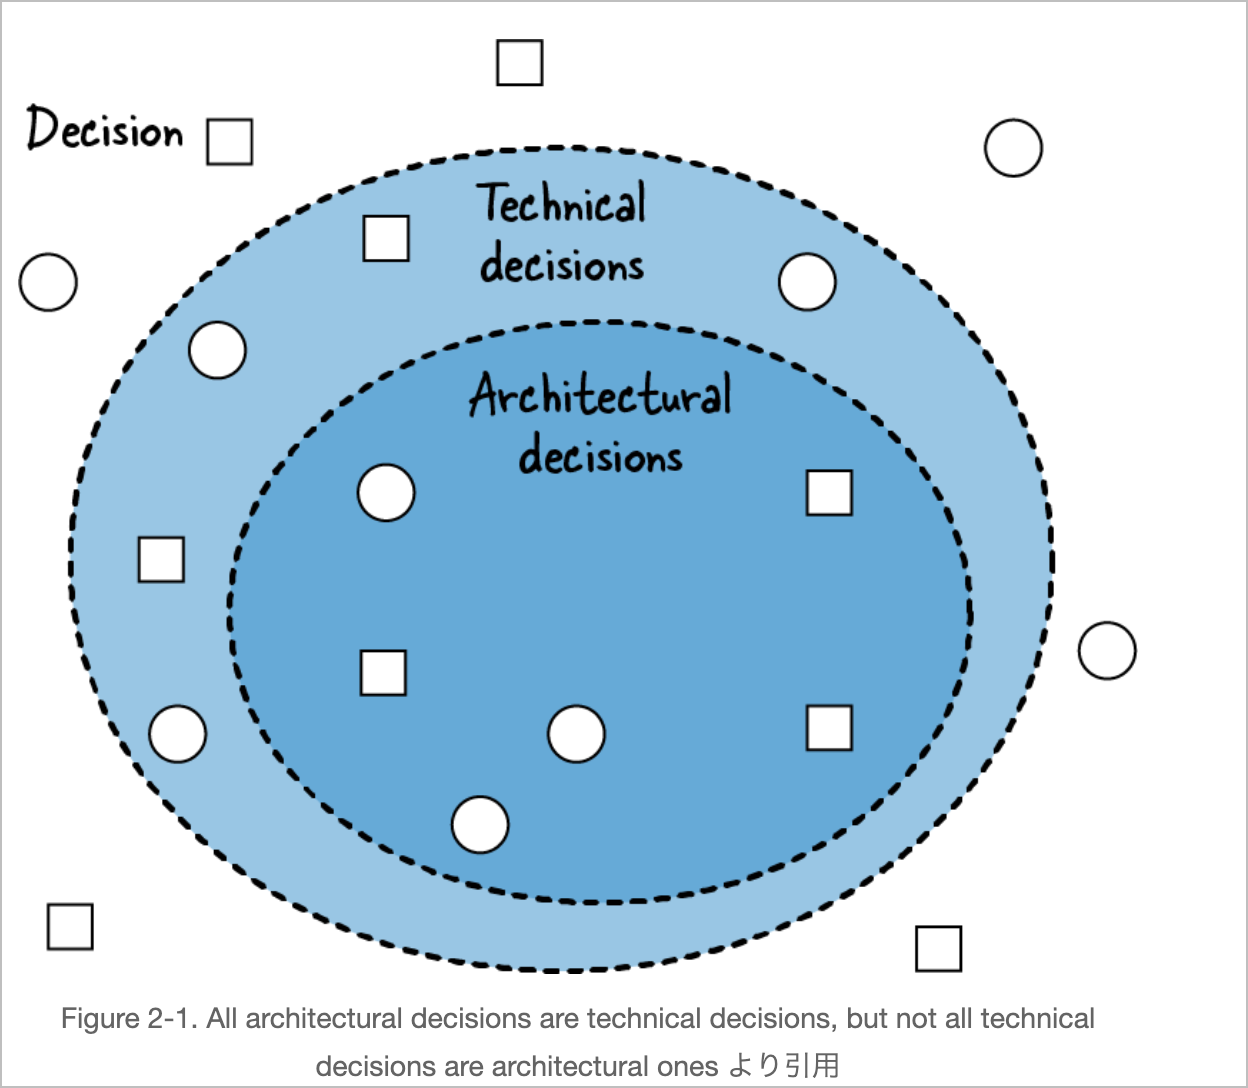 Decision
Technical
decisions
Architectural
decisions
Figure 2-1. All architectural decisions are technical decisions, but not all technical
decisions are architectural ones より引用